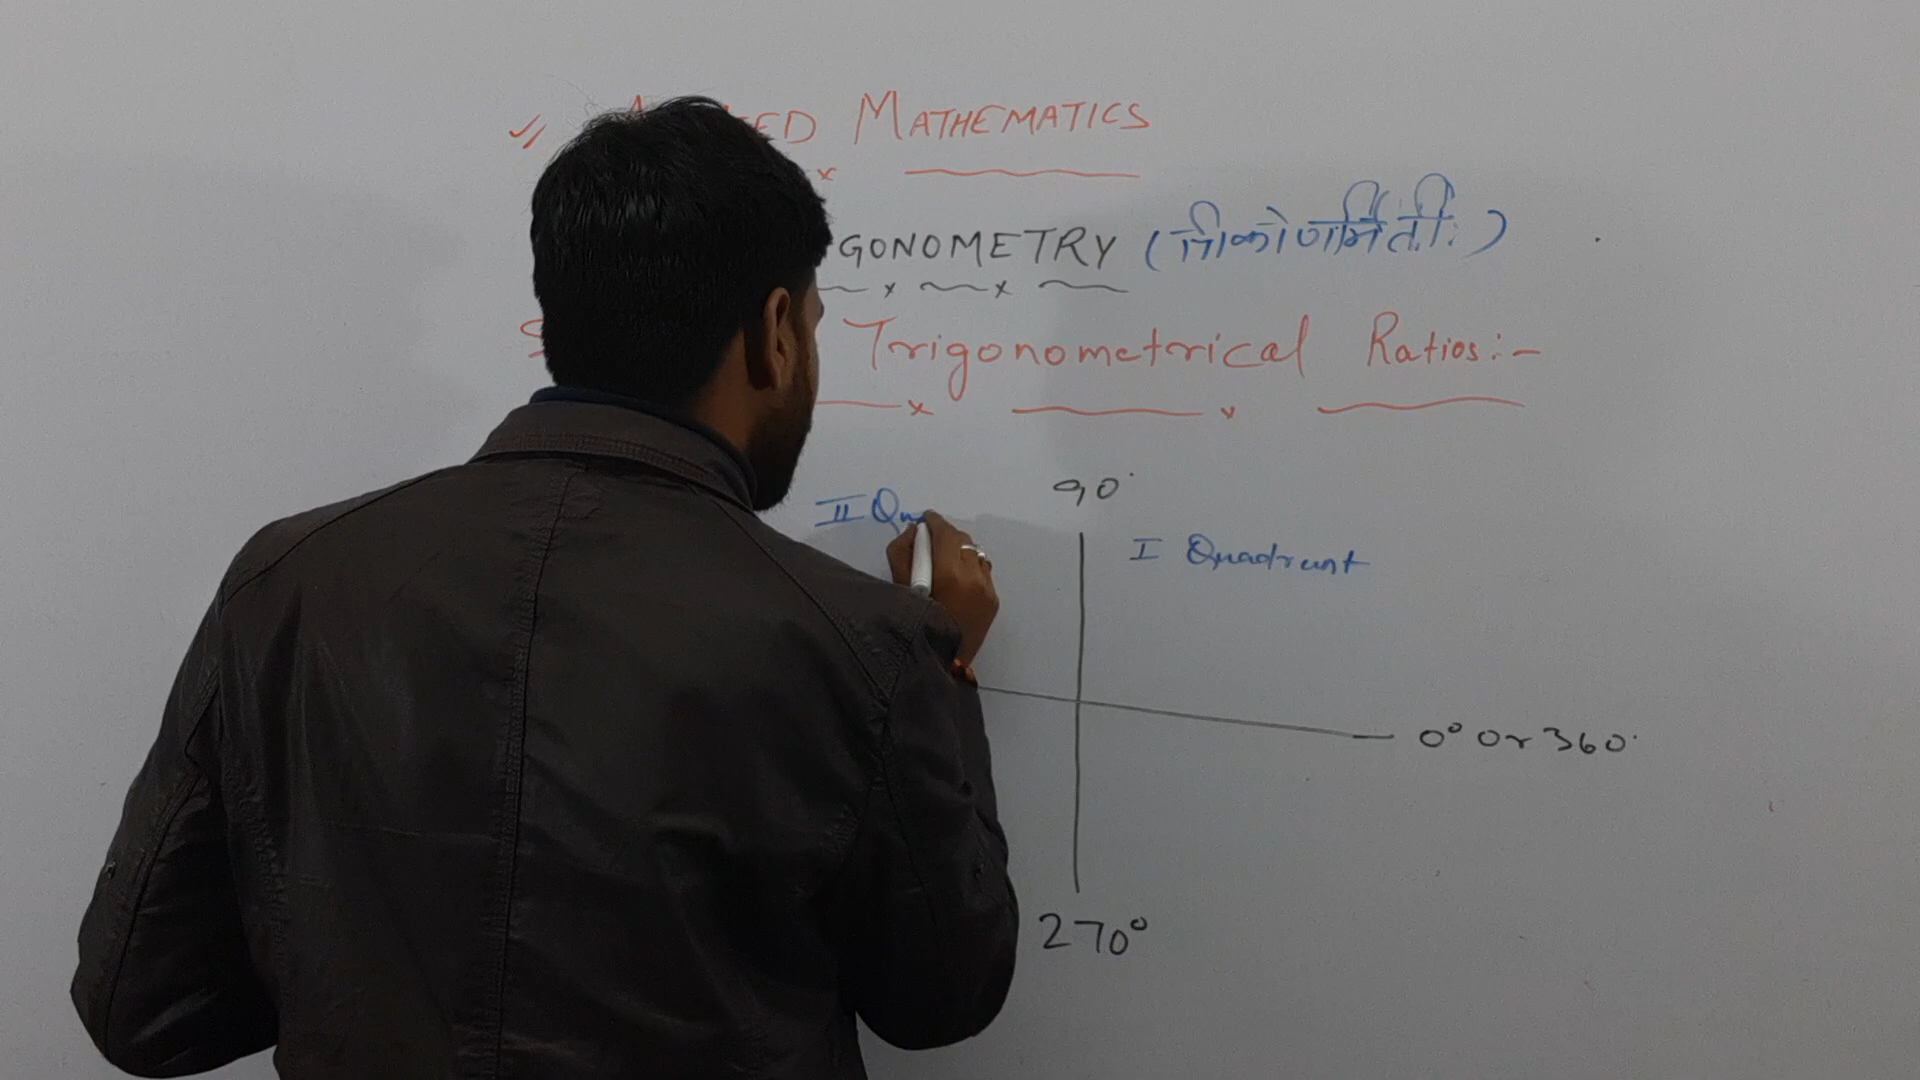 MATHEMATICS
GONOMETRY (त्रिकोणमिती)
Trigonometrical Ratios:-
90°
II Qu
I Quadrant
0° Or 360°
270°